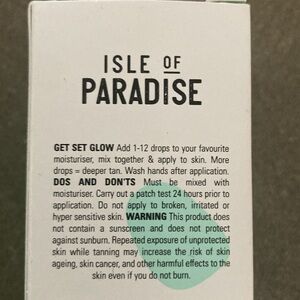 ISLE OF
PARADISE
GET SET GLOW Add 1-12 drops to your favourite
moisturiser, mix together & apply to skin. More
drops = deeper tan. Wash hands after application.
DOS AND DON'TS Must be mixed with
moisturiser. Carry out a patch test 24 hours prior to
application. Do not apply to broken, irritated or
hyper sensitive skin. WARNING This product does
not contain a sunscreen and does not protect
against sunburn. Repeated exposure of unprotected
skin while tanning may increase the risk of skin
ageing, skin cancer, and other harmful effects to the
skin even if you do not burn.